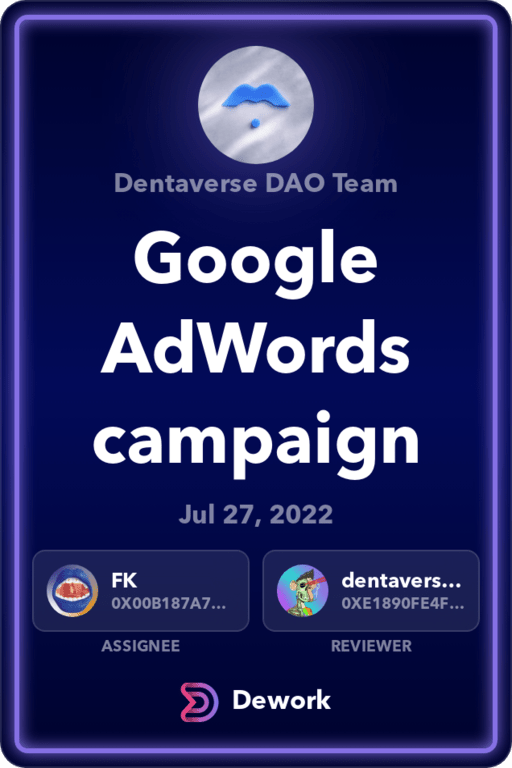 Dentaverse DAO Team
Google
AdWords
campaign
Jul 27, 2022
FK
0X00B187A7...
dentavers...
0XE1890FE4F...
ASSIGNEE
REVIEWER
Dework